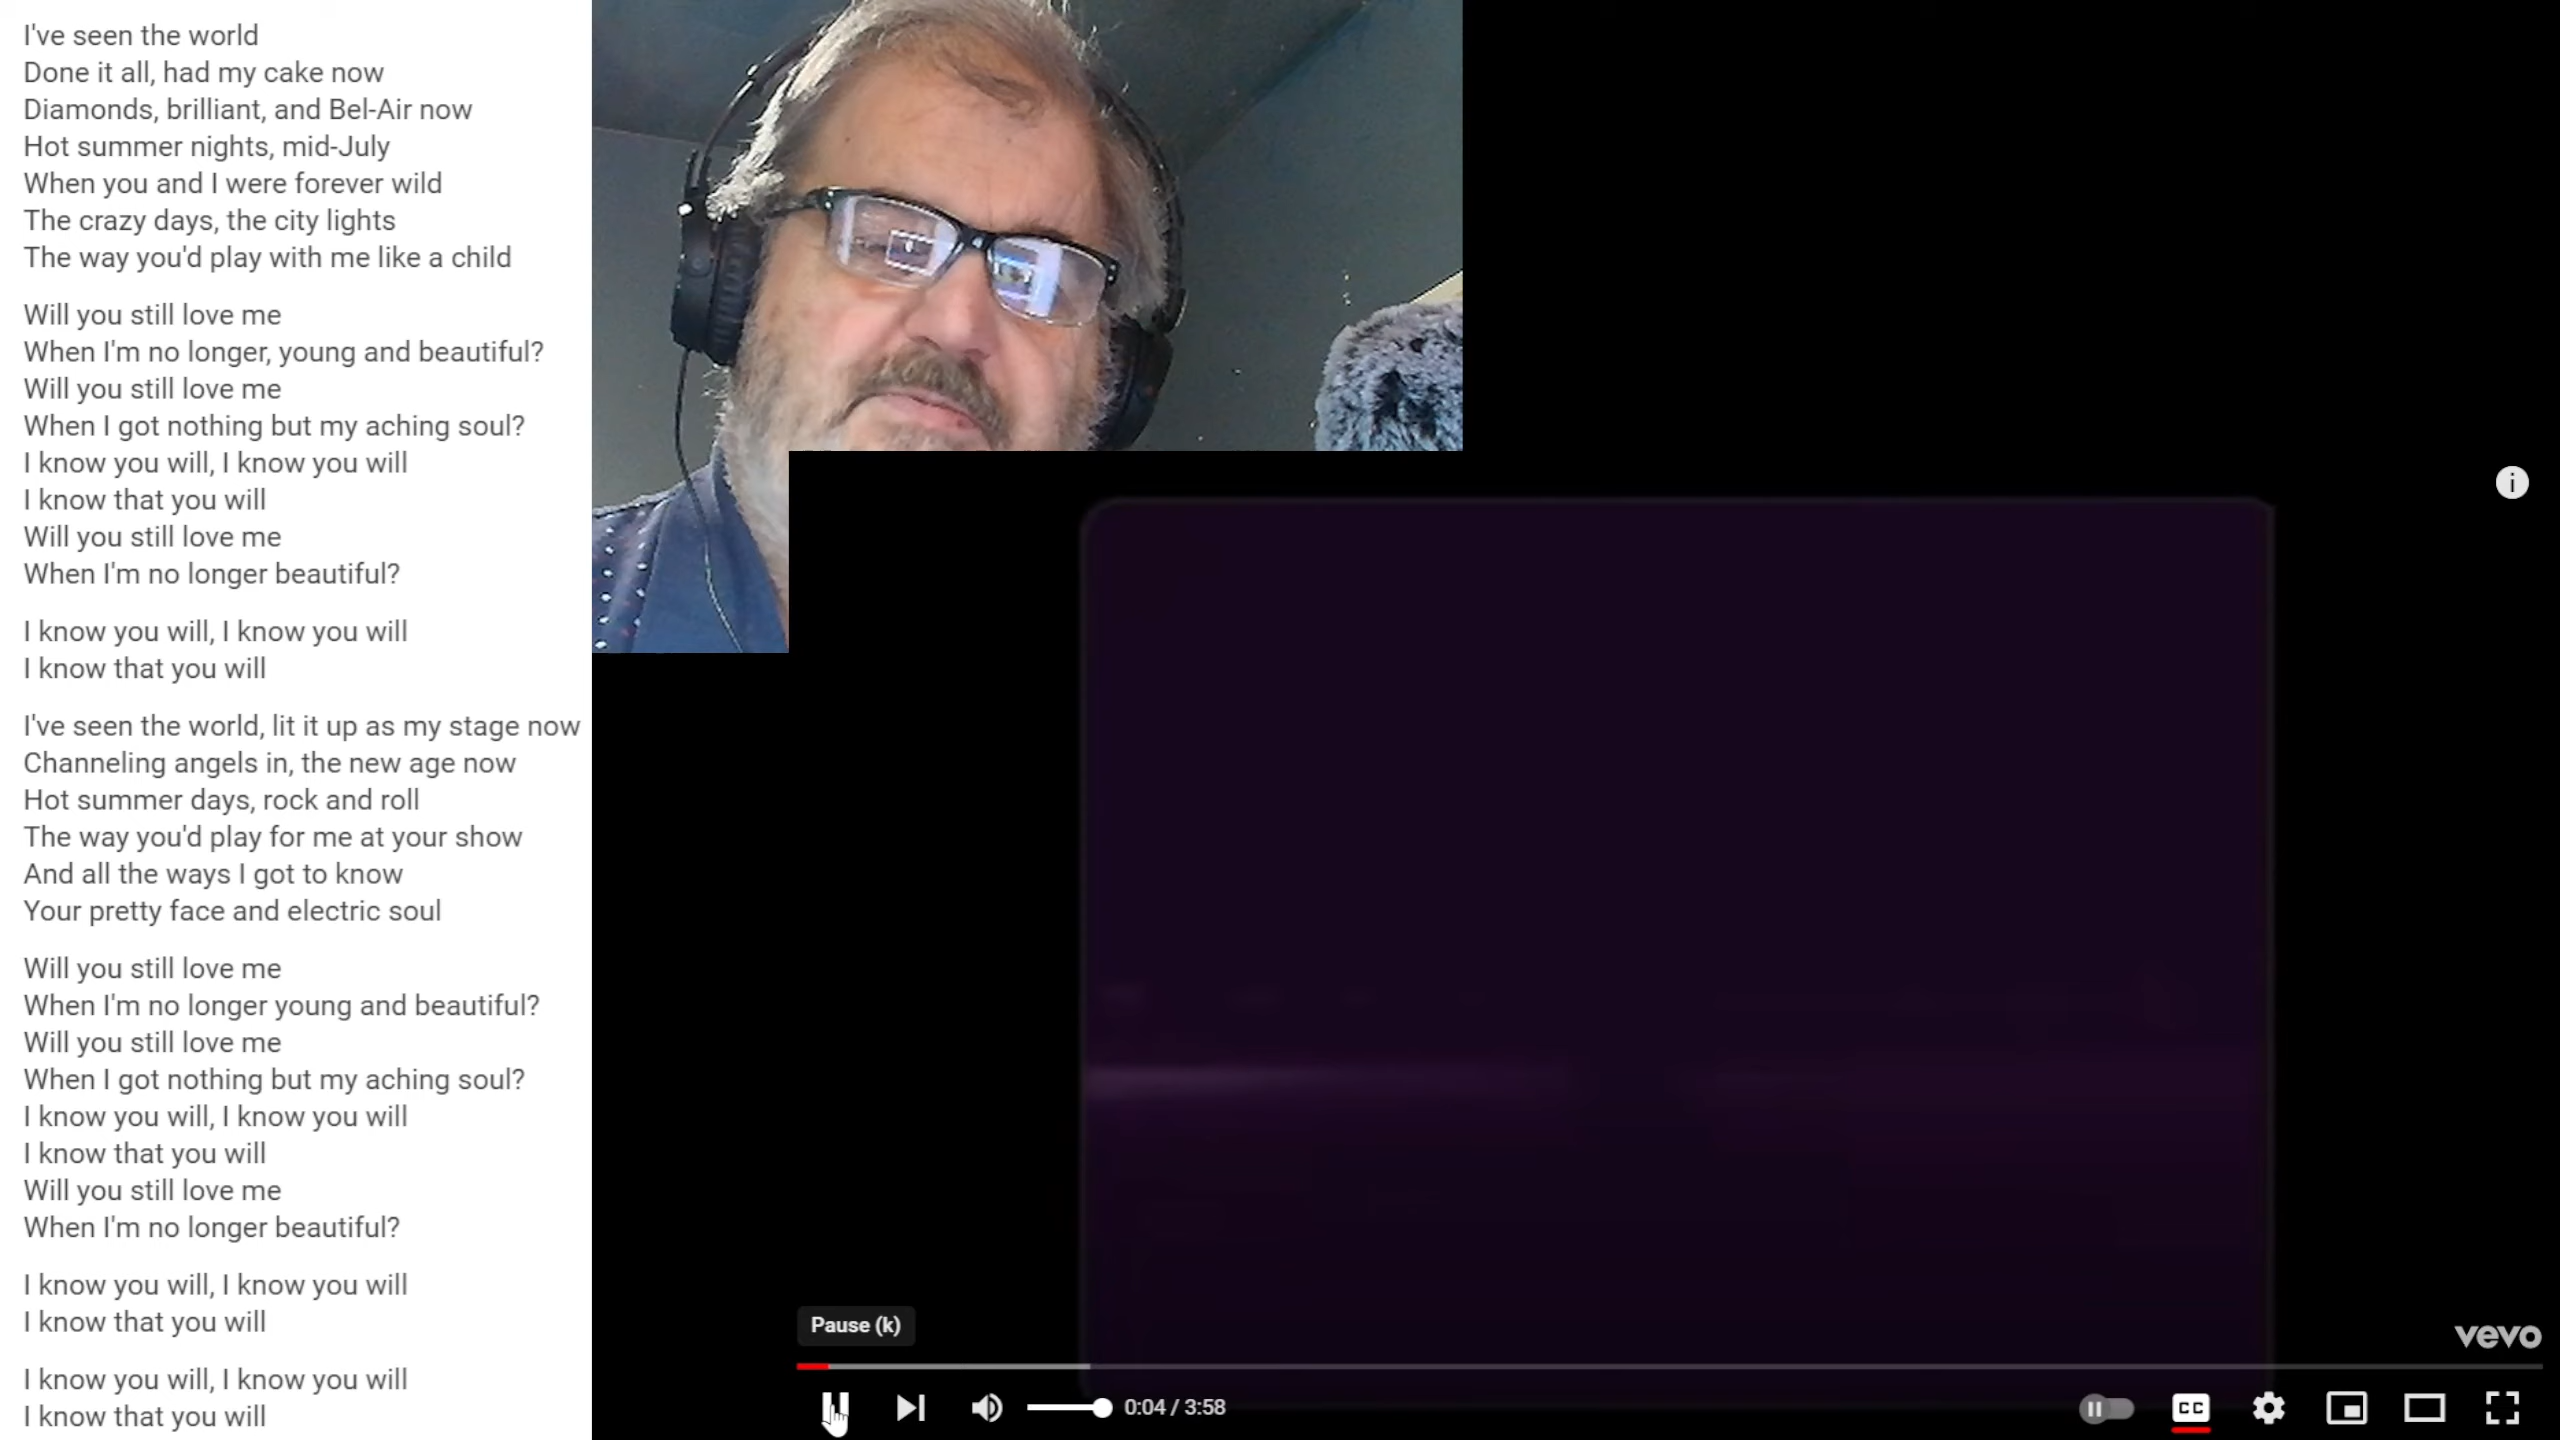 I've seen the world
Done it all, had my cake now
Diamonds, brilliant, and Bel-Air now
Hot summer nights, mid-July
When you and I were forever wild
The crazy days, the city lights
The way you'd play with me like a child
Will you still love me
When I'm no longer, young and beautiful?
Will you still love me
When I got nothing but my aching soul?
I know you will, I know you will
I know that you will
Will you still love me
When I'm no longer beautiful?
I know you will, I know you will
I know that you will
I've seen the world, lit it up as my stage now
Channeling angels in, the new age now
Hot summer days, rock and roll
The way you'd play for me at your show
And all the ways I got to know
Your pretty face and electric soul
Will you still love me
When I'm no longer young and beautiful?
Will you still love me
When I got nothing but my aching soul?
I know you will, I know you will
I know that you will
Will you still love me
When I'm no longer beautiful?
I know you will, I know you will
I know that you will
I know you will, I know you will
I know that you will
Pause (k)
vevo
0:04 / 3:58
CC